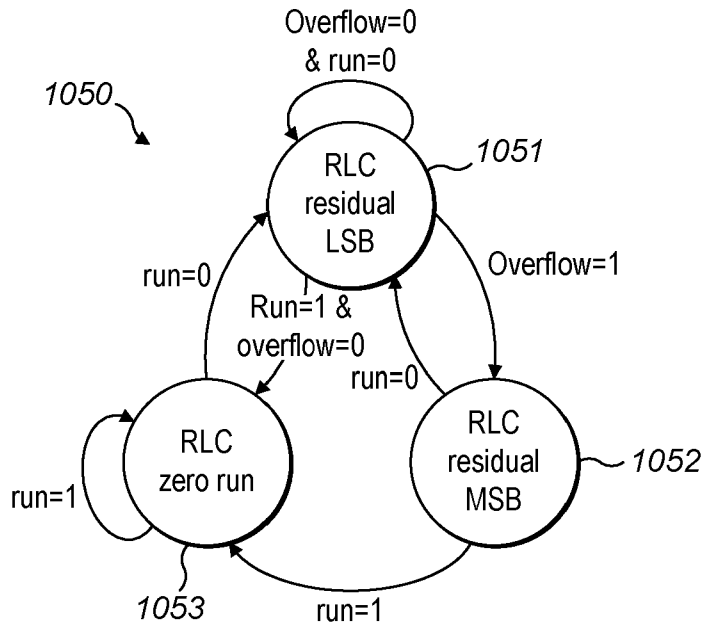 Overflow=0
& run=0
1050
1051
RLC
residual
LSB
run=0
Run=1 &
overflow=0
Overflow=1
run=0
RLC
zero run
RLC
residual
MSB
1052
run=1
1053
run=1